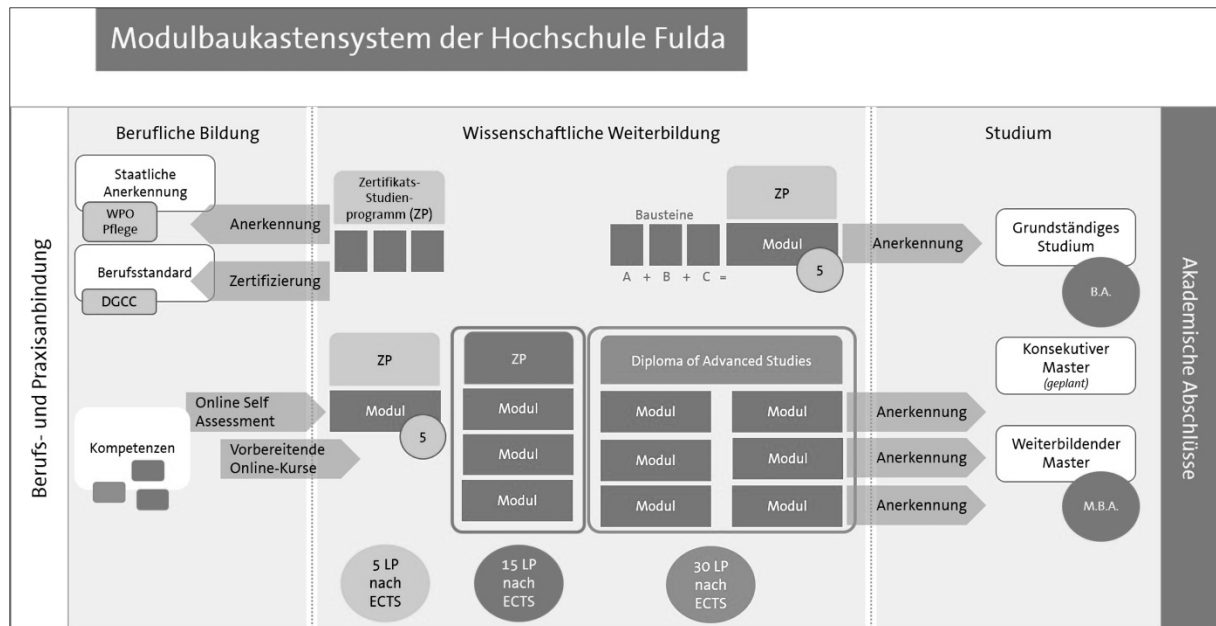 Modulbaukastensystem der Hochschule Fulda
Berufs- und Praxisanbindung
Berufliche Bildung
Staatliche
Anerkennung
WPO
Pflege
Anerkennung
Berufsstandard
DGCC
Zertifizierung
Kompetenzen
Online Self
Assessment
Vorbereitende
Online-Kurse
Wissenschaftliche Weiterbildung
Zertifikats-
Studien-
programm (ZP)
Bausteine
A + B + C =
ZP
Modul
5
ZP
Modul
5
ZP
Modul
Modul
Modul
Diploma of Advanced Studies
Modul
Modul
Modul
Modul
Modul
Modul
5 LP
nach
ECTS
15 LP
nach
ECTS
30 LP
nach
ECTS
Studium
Anerkennung
Grundständiges
Studium
B.A.
Konsekutiver
Master
(geplant)
Anerkennung
Anerkennung
Anerkennung
Weiterbildender
Master
M.B.A.
Akademische Abschlüsse